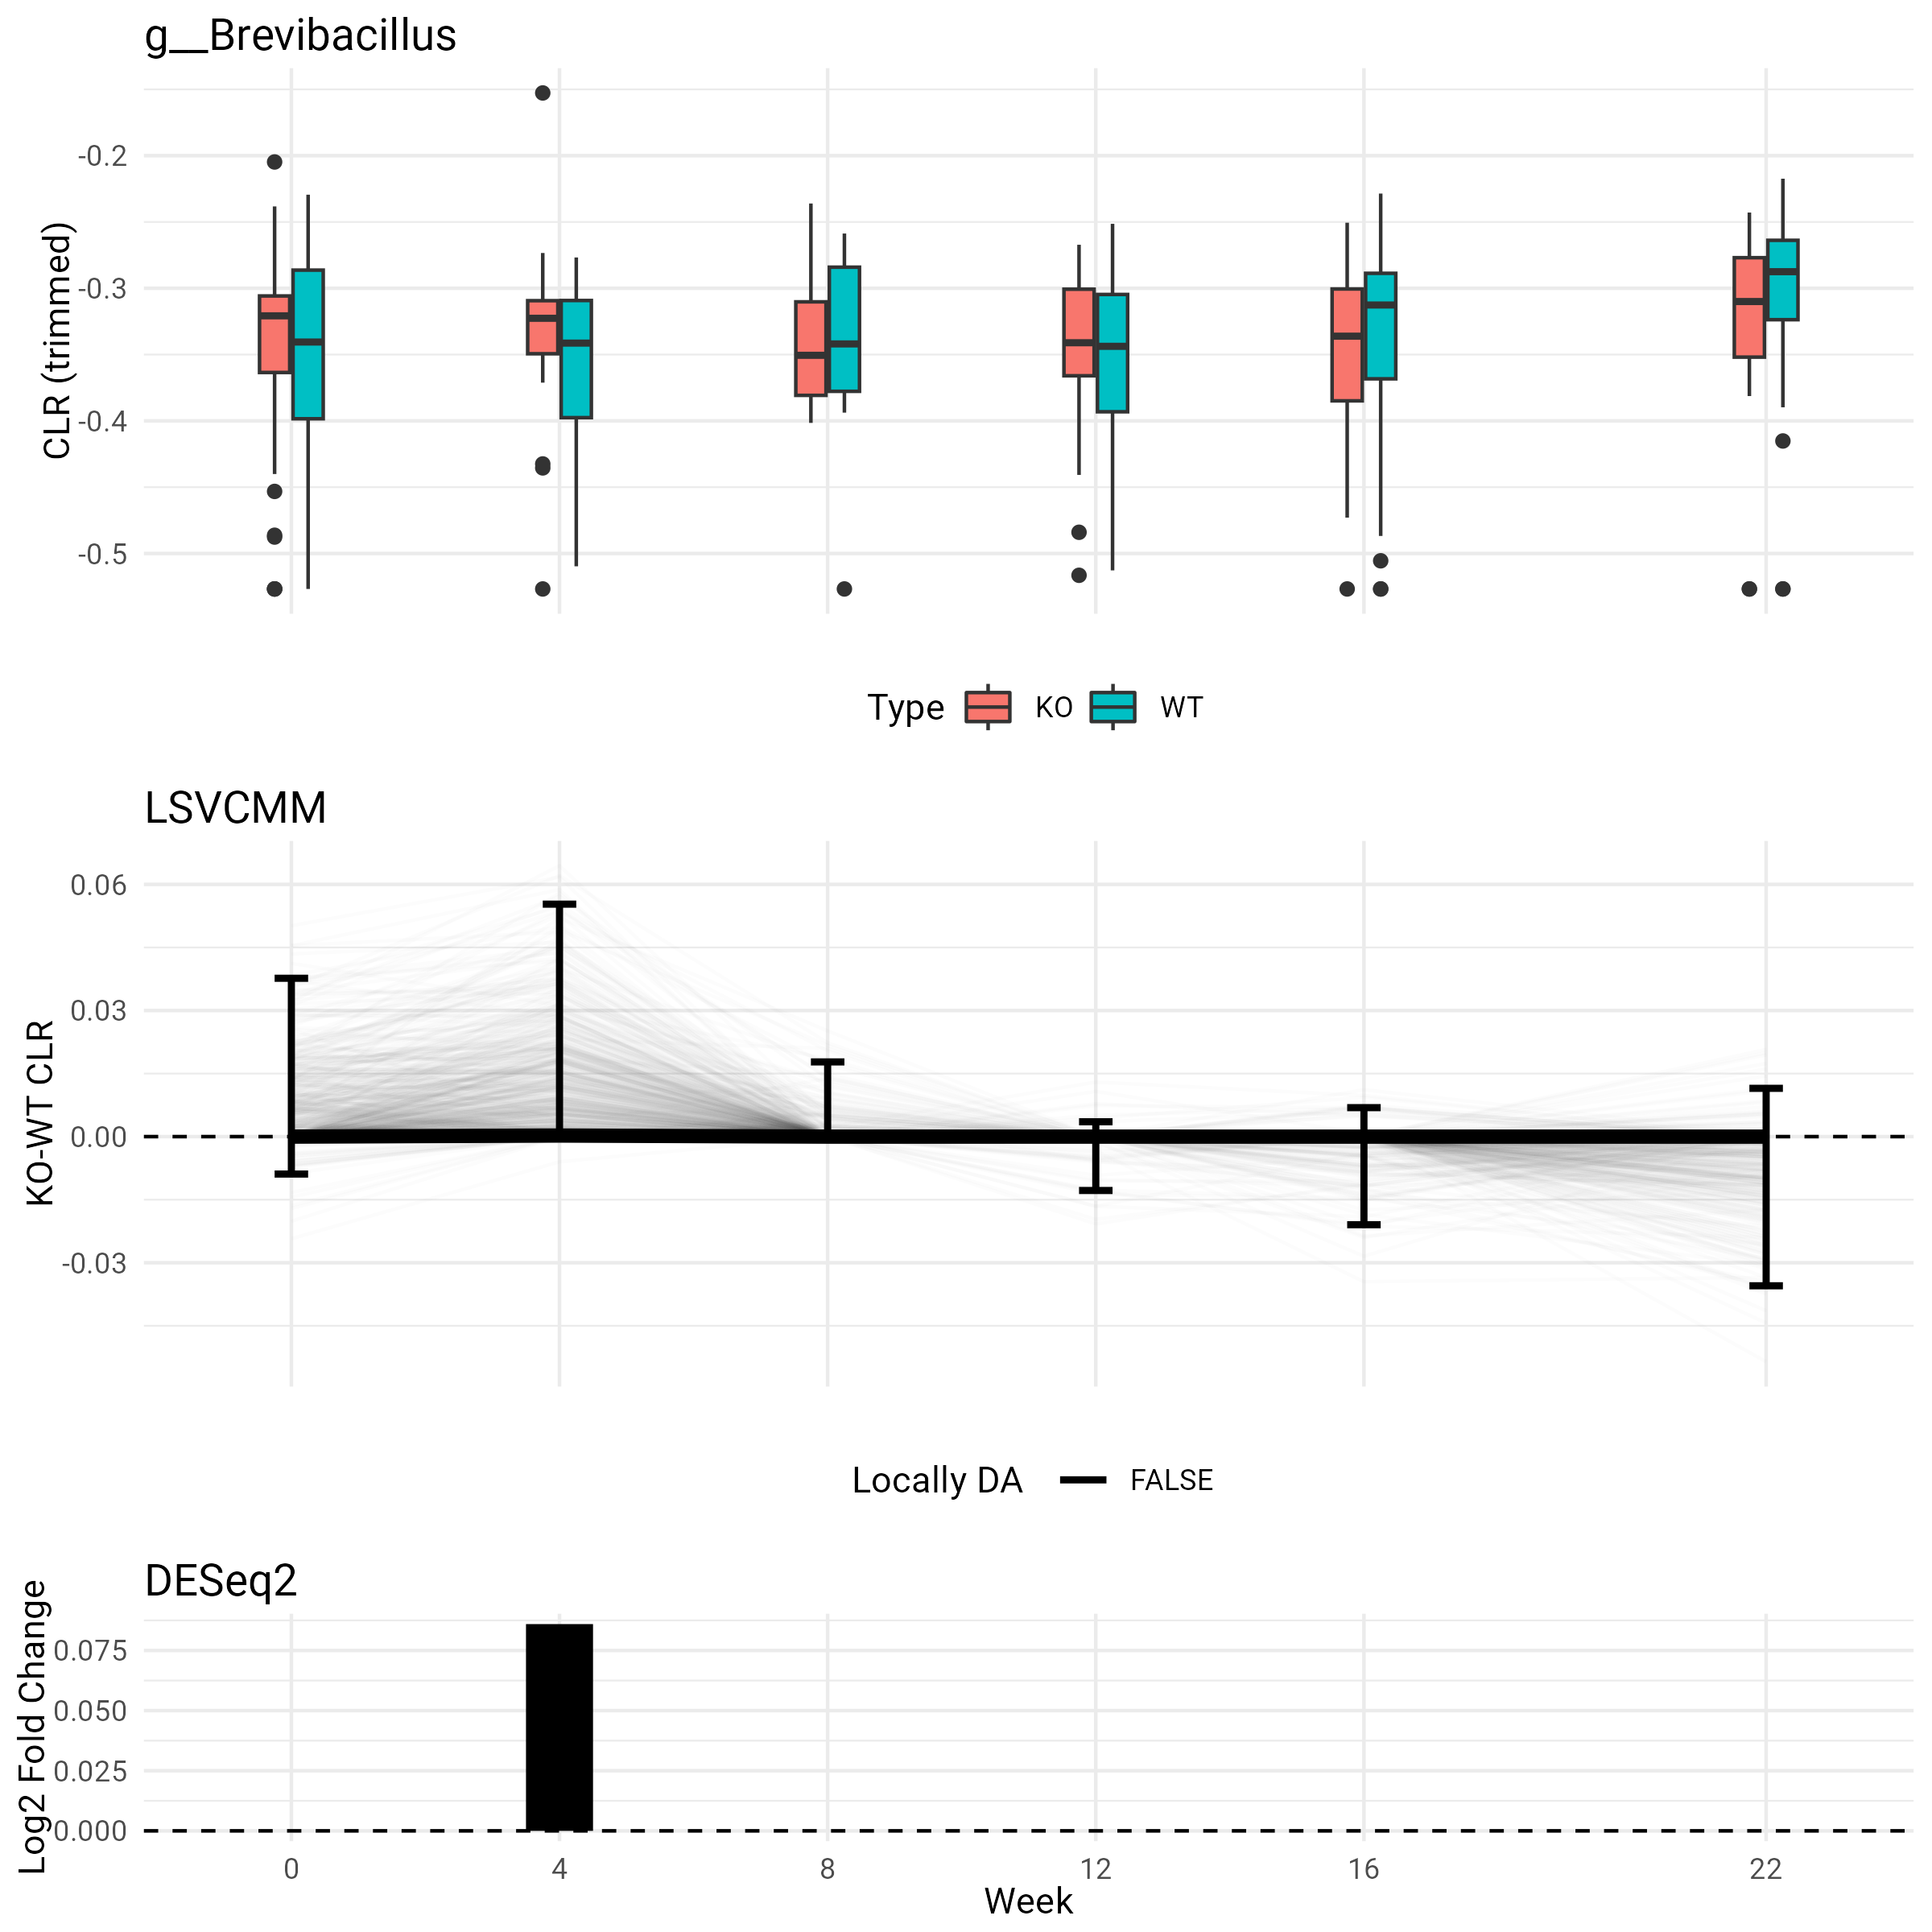 g__Brevibacillus
CLR (trimmed)
-0.2
-0.3
-0.4
-0.5
Type KO WT
LSVCMM
KO-WT CLR
0.06
0.03
0.00
-0.03
Locally DA FALSE
DESeq2
Log2 Fold Change
0.075
0.050
0.025
0.000
0 4 8 12 16 22
Week